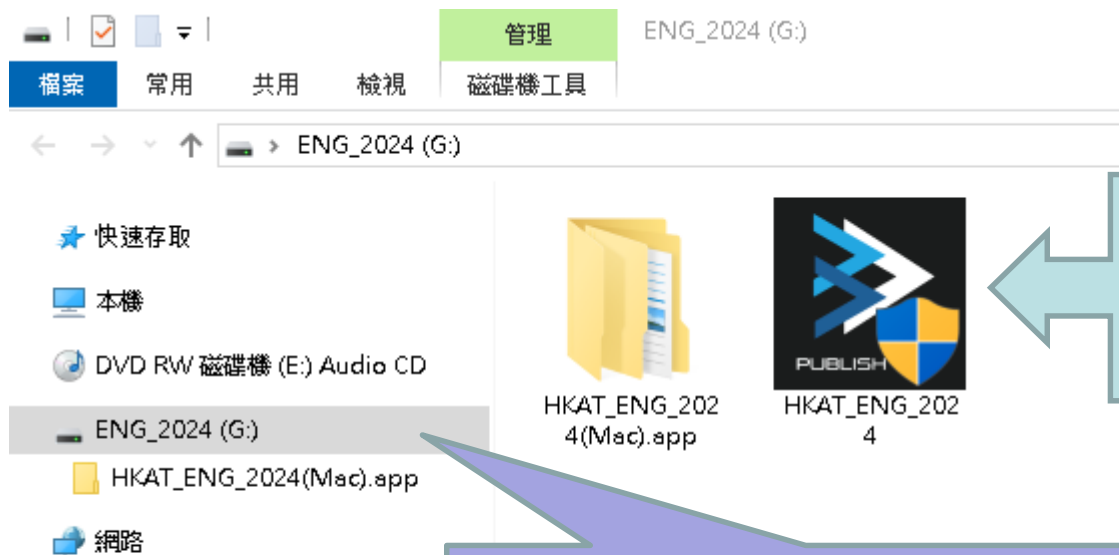 管理
ENG_2024 (G:)
檔案
常用
共用
檢視
磁碟機工具
ENG_2024 (G:)
快速存取
本機
DVD RW 磁碟機 (E:) Audio CD
ENG_2024 (G:)
HKAT_ENG_2024(Mac).app
網路
HKAT_ENG_202
4(Mac).app
PUBLISH
HKAT_ENG_202
4